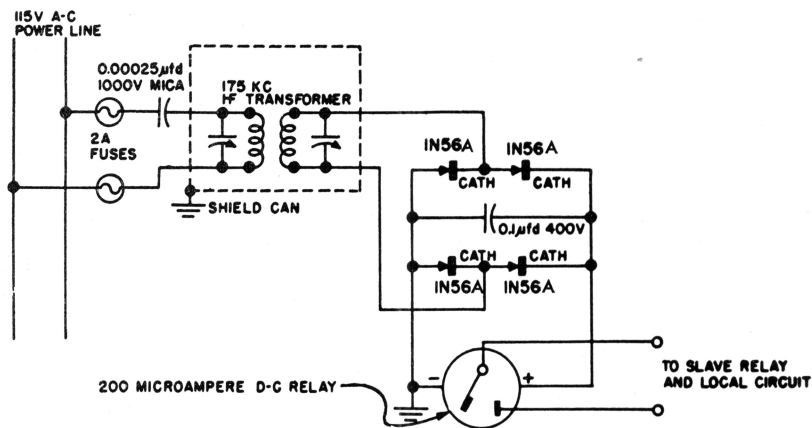 115V A-C
POWER LINE
0.00025µfd
1000V MICA
175 KC
I-F TRANSFORMER
2A
FUSES
SHIELD CAN
1N56A
1N56A
CATH
CATH
0.1µfd 400V
CATH
CATH
1N56A
1N56A
- +
200 MICROAMPERE D-C RELAY
TO SLAVE RELAY
AND LOCAL CIRCUIT